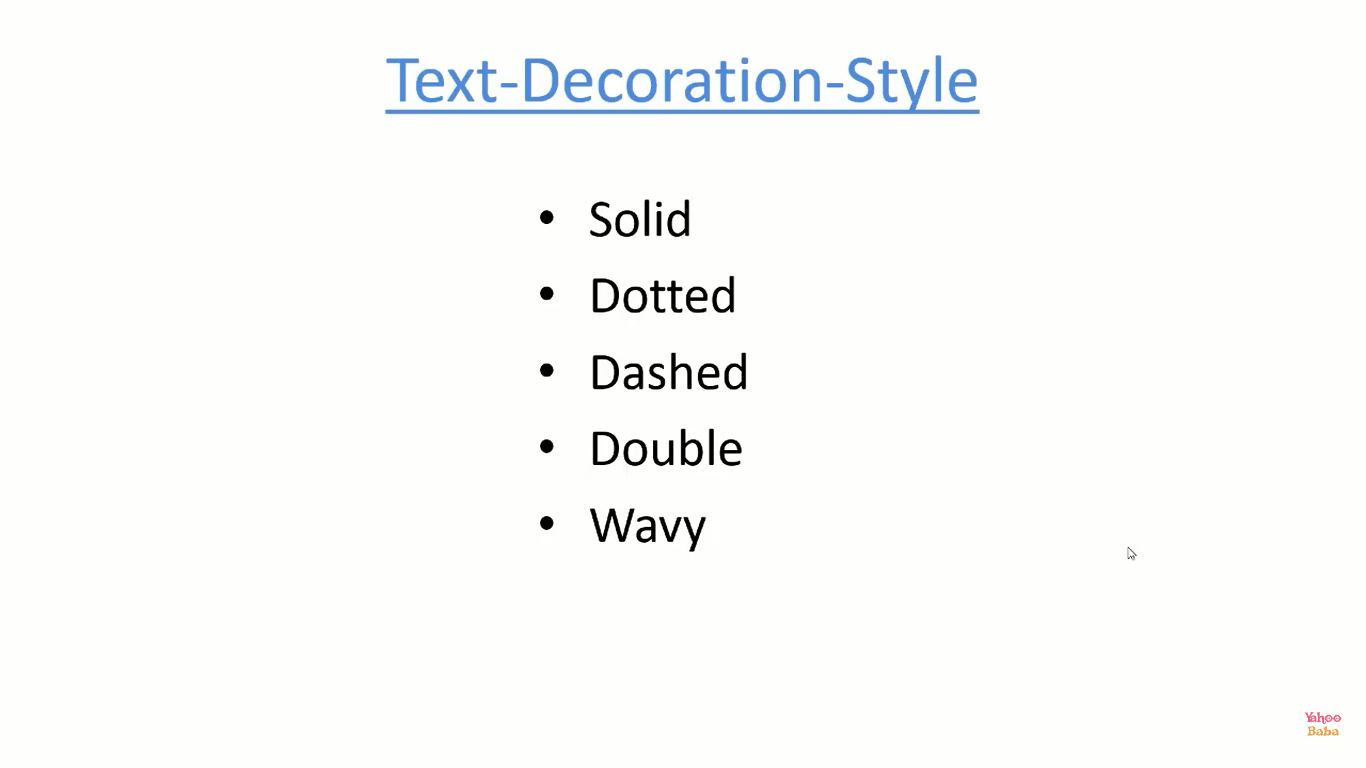 Text-Decoration-Style
• Solid
• Dotted
• Dashed
• Double
• Wavy
Yahoo
Baba